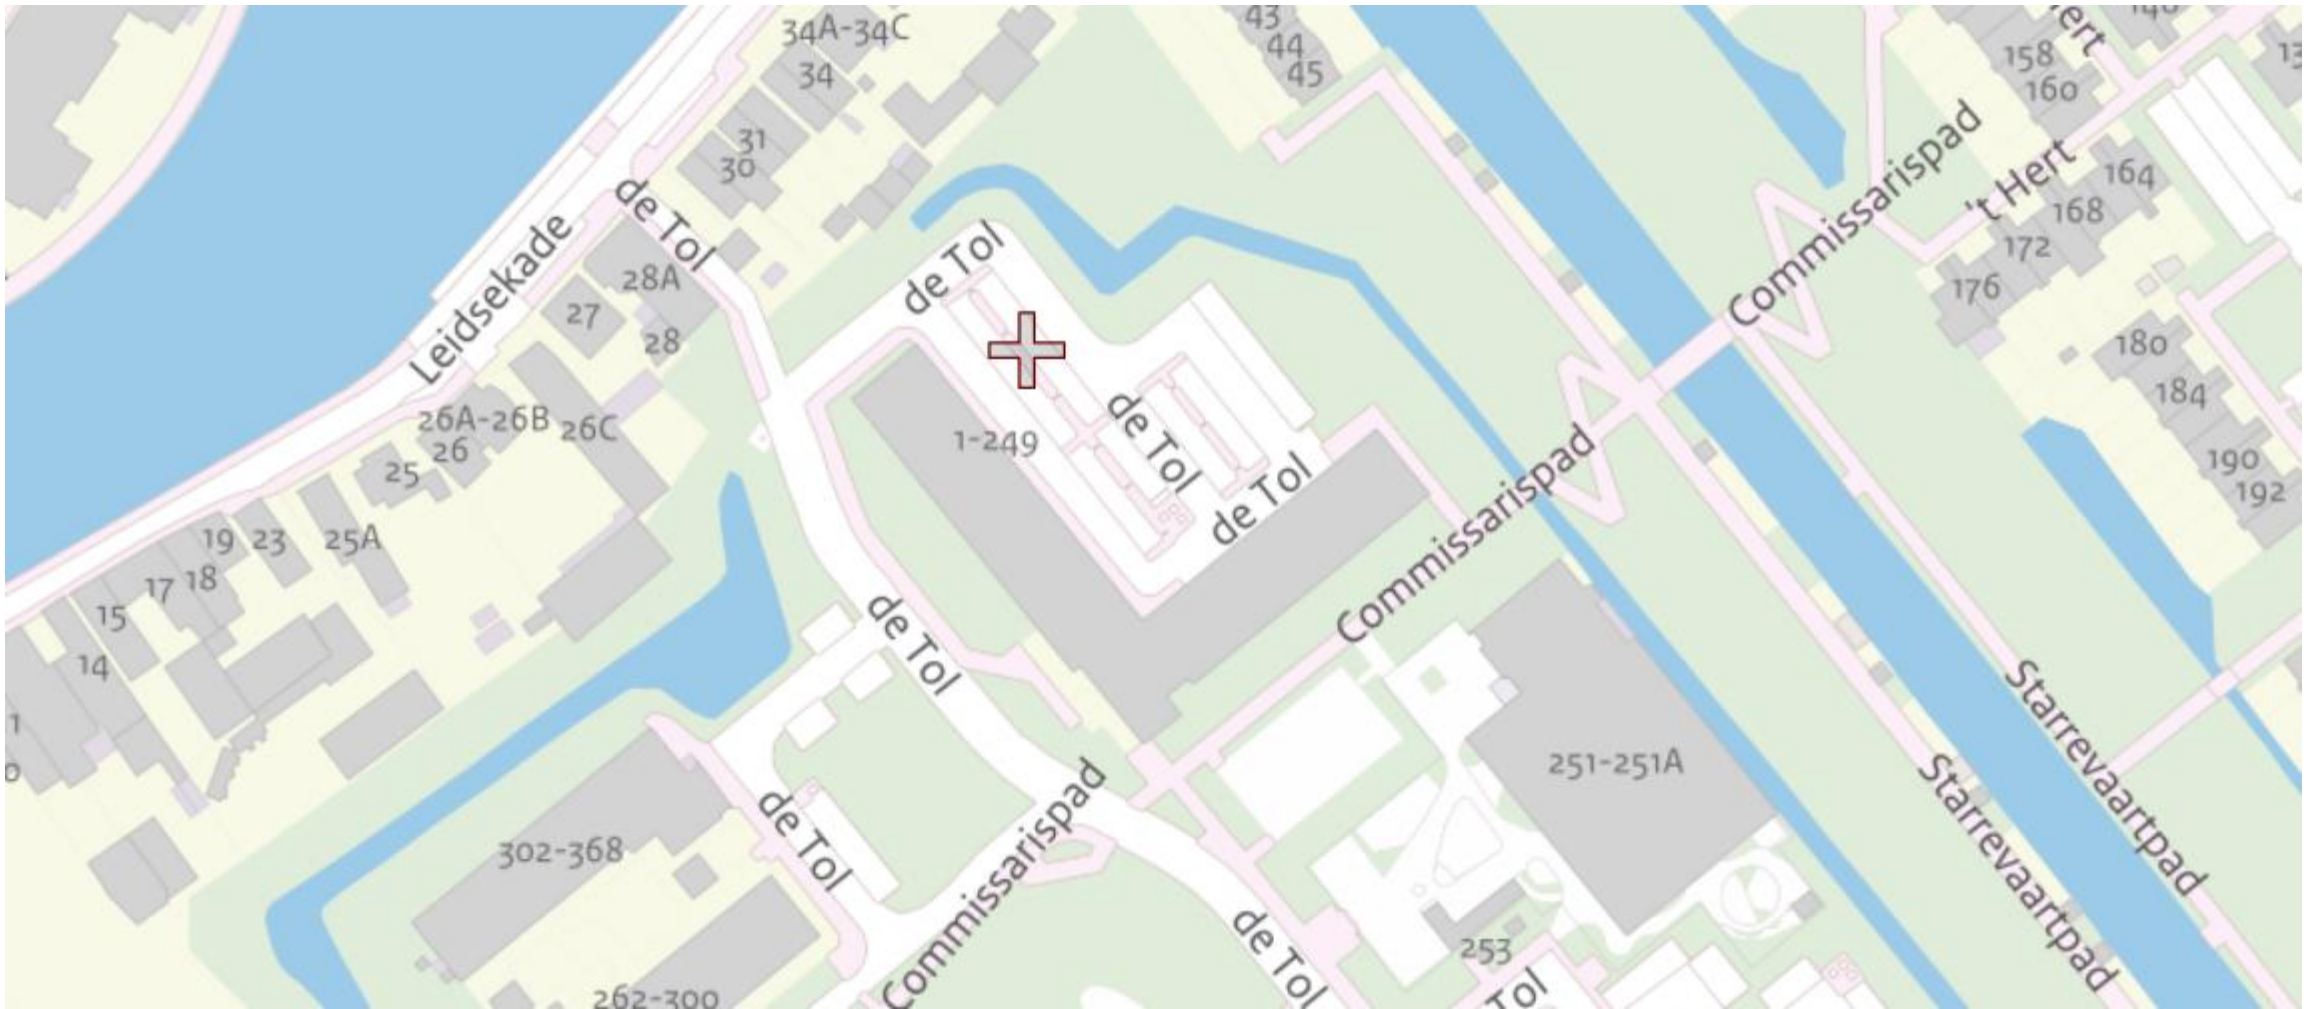 34A-34C
34
31
30
43
44
45
158
160
't Hert
164
168
172
176
180
184
190
192
Commissarispad
de Tol
Leidsekade
28A
27
28
26A-26B
26
26C
25
25A
23
19
18
17
15
14
de Tol
1-249
de Tol
de Tol
Commissarispad
de Tol
Starrevaartpad
Starrevaartpad
251-251A
253
302-368
262-300
de Tol
Commissarispad
de Tol
Tol